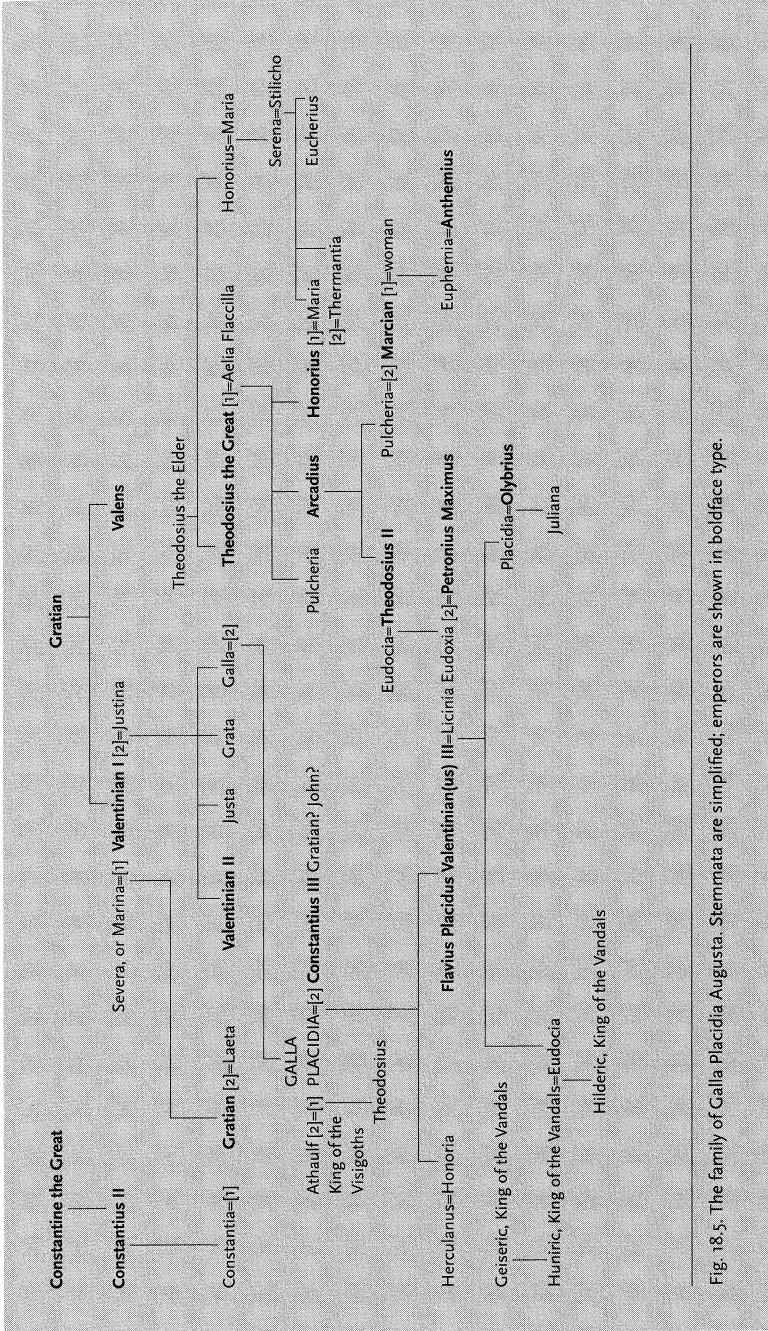 Constantine the Great Gratian
Constantius II Severa, or Marina=[1] Valentinian I [2]=Justina Valens
Theodosius the Elder
Constantia=[1] Gratian [2]=Laeta Valentinian II Justa Grata Galla=[2] Theodosius the Great [1]=Aelia Flaccilla Honorius=Maria
Serena=Stilicho
GALLA
Athaulf [2]=[1] PLACIDIA=[2] Constantius III Gratian? John? Pulcheria Arcadius Honorius [1]=Maria Eucherius
King of the [2]=Thermantia
Visigoths
Theodosius
Eudocia=Theodosius II Pulcheria=[2] Marcian [1]=woman
Herculanus=Honoria Flavius Placidus Valentinian(us) III=Licinia Eudoxia [2]=Petronius Maximus Euphemia=Anthemius
Geiseric, King of the Vandals Placidia=Olybrius
Huniric, King of the Vandals=Eudocia Juliana
Hilderic, King of the Vandals
Fig. 18.5. The family of Galla Placidia Augusta. Stemmata are simplified; emperors are shown in boldface type.